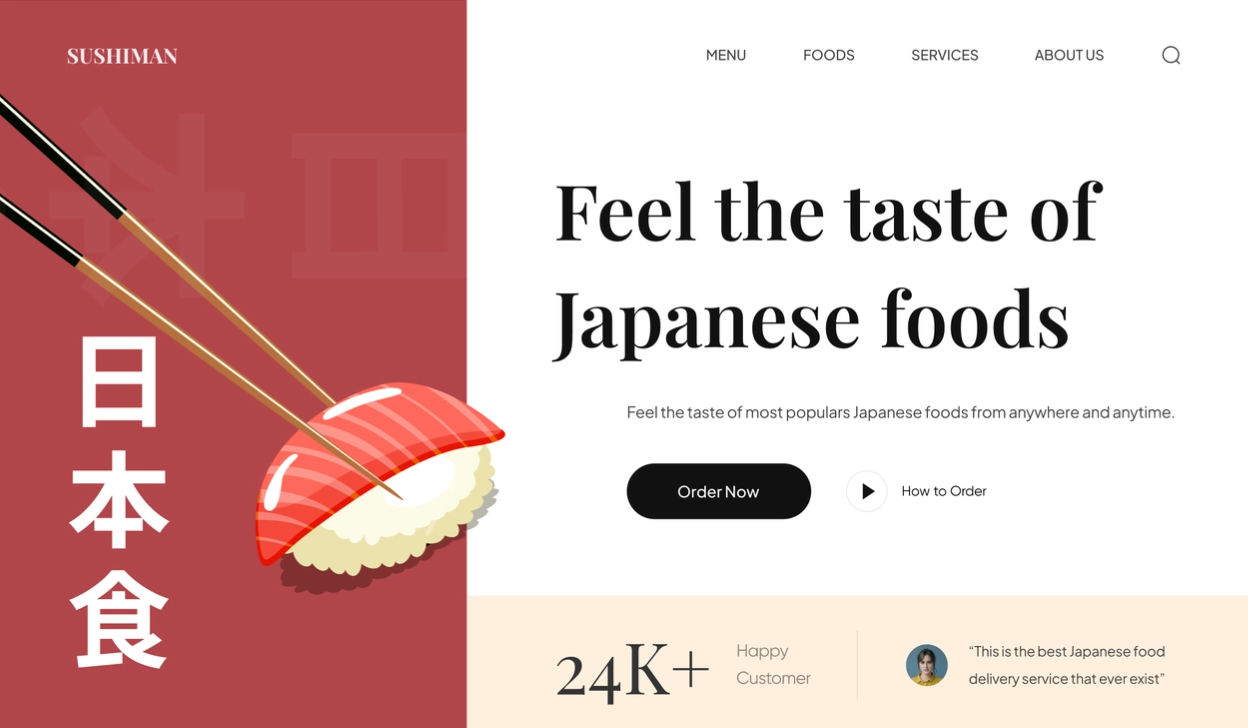 SUSHIMAN
MENU
FOODS
SERVICES
ABOUT US
日
本
食
Feel the taste of
Japanese foods
Feel the taste of most populars Japanese foods from anywhere and anytime.
Order Now
How to Order
24K+
Happy
Customer
“This is the best Japanese food
delivery service that ever exist”